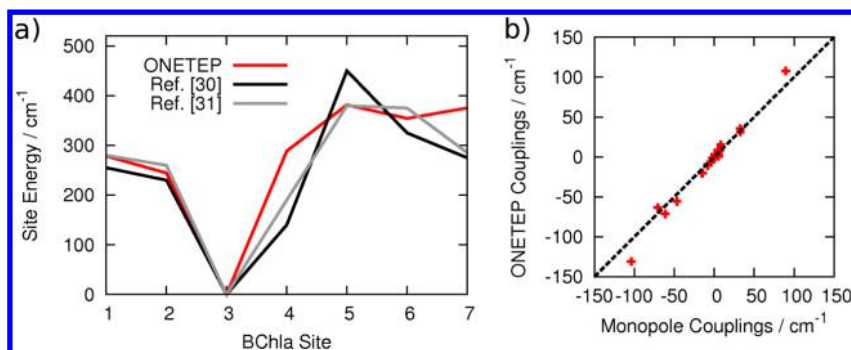 a)
500
400
300
200
100
0
Site Energy / cm-1
ONETEP
Ref. [30]
Ref. [31]
1 2 3 4 5 6 7
BChla Site
b)
150
100
50
0
-50
-100
-150
ONETEP Couplings / cm-1
-150 -100 -50 0 50 100 150
Monopole Couplings / cm-1